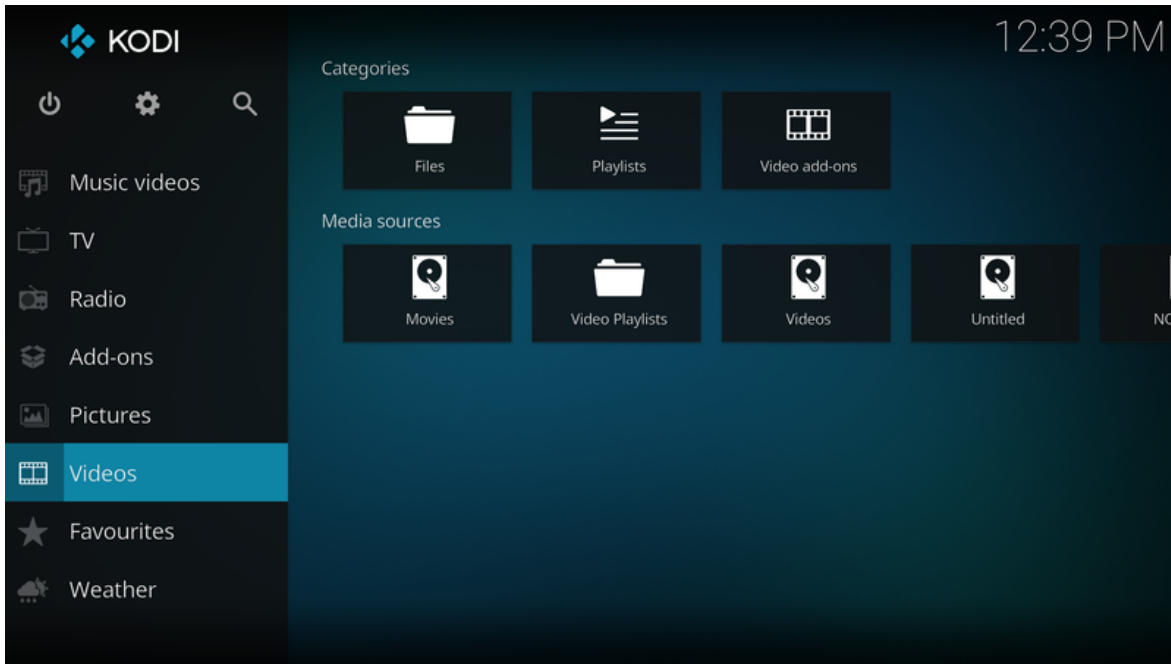 KODI
12:39 PM
Categories
Files
Playlists
Video add-ons
Media sources
Movies
Video Playlists
Videos
Untitled
Music videos
TV
Radio
Add-ons
Pictures
Videos
Favourites
Weather